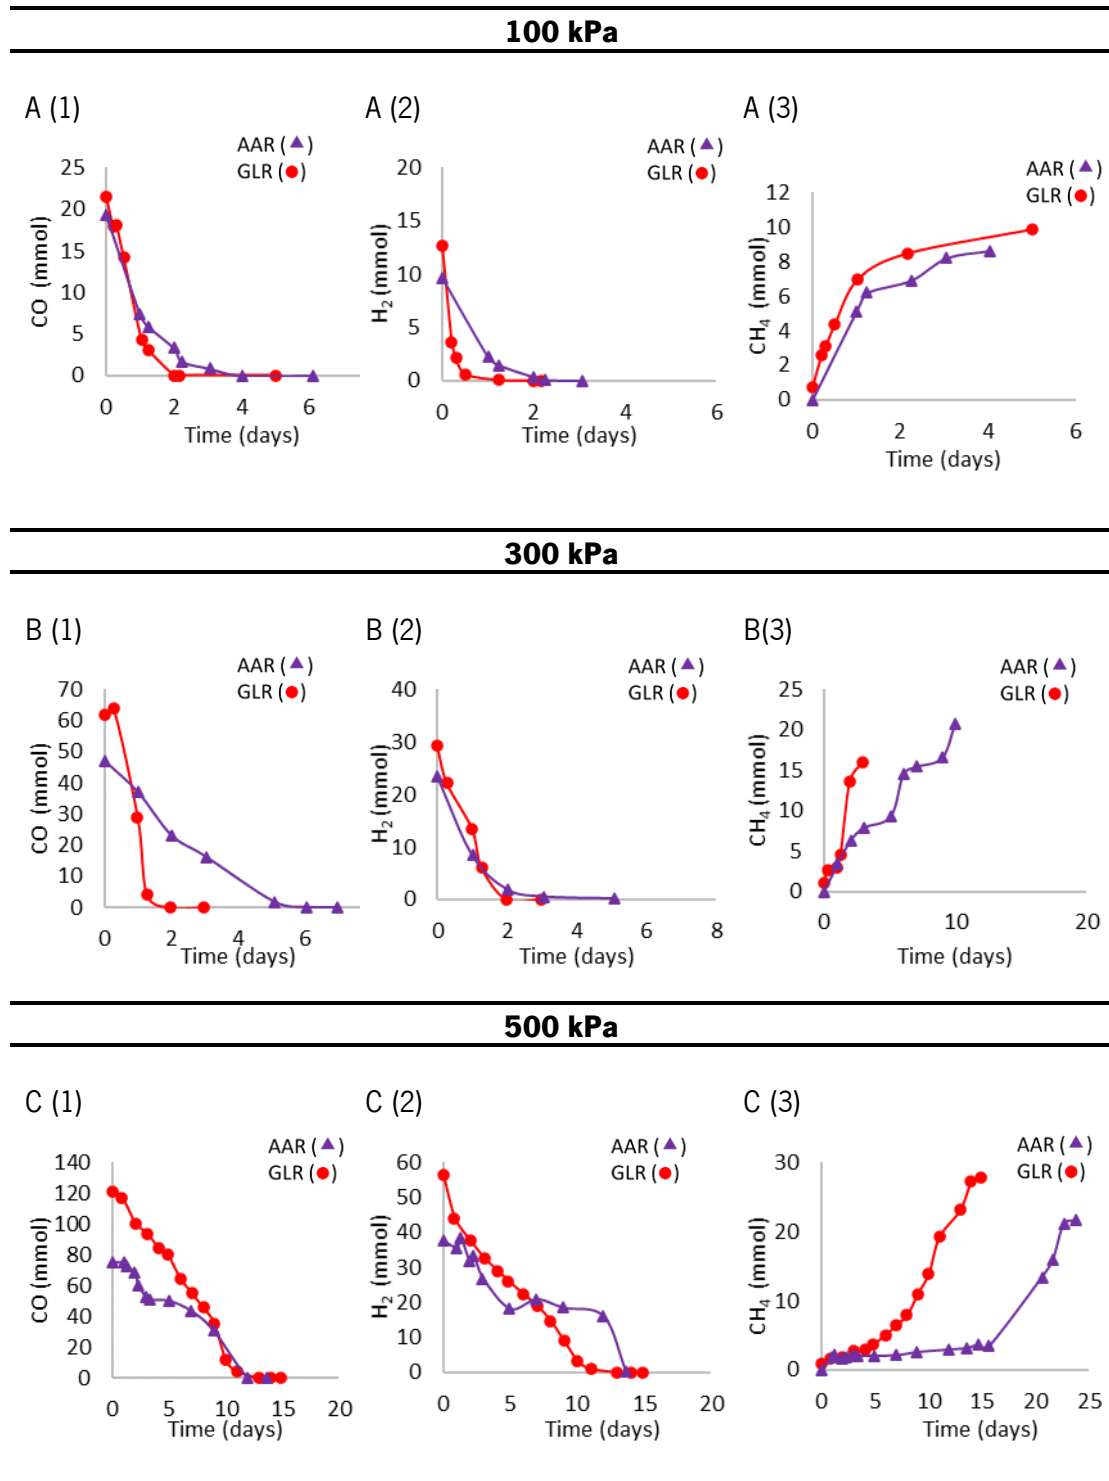 100 kPa
A (1)
A (2)
A (3)
AAR (▲)
GLR (●)
25
20
15
10
5
0
CO (mmol)
0 2 4 6
Time (days)
AAR (▲)
GLR (●)
20
15
10
5
0
H2 (mmol)
0 2 4 6
Time (days)
AAR (▲)
GLR (●)
12
10
8
6
4
2
0
CH4 (mmol)
0 2 4 6
Time (days)
300 kPa
B (1)
B (2)
B(3)
AAR (▲)
GLR (●)
70
60
50
40
30
20
10
0
CO (mmol)
0 2 4 6
Time (days)
AAR (▲)
GLR (●)
40
30
20
10
0
H2 (mmol)
0 2 4 6 8
Time (days)
AAR (▲)
GLR (●)
25
20
15
10
5
0
CH4 (mmol)
0 10 20
Time (days)
500 kPa
C (1)
C (2)
C (3)
AAR (▲)
GLR (●)
140
120
100
80
60
40
20
0
CO (mmol)
0 5 10 15 20
Time (days)
AAR (▲)
GLR (●)
60
50
40
30
20
10
0
H2 (mmol)
0 5 10 15 20
Time (days)
AAR (▲)
GLR (●)
30
20
10
0
CH4 (mmol)
0 5 10 15 20 25
Time (days)